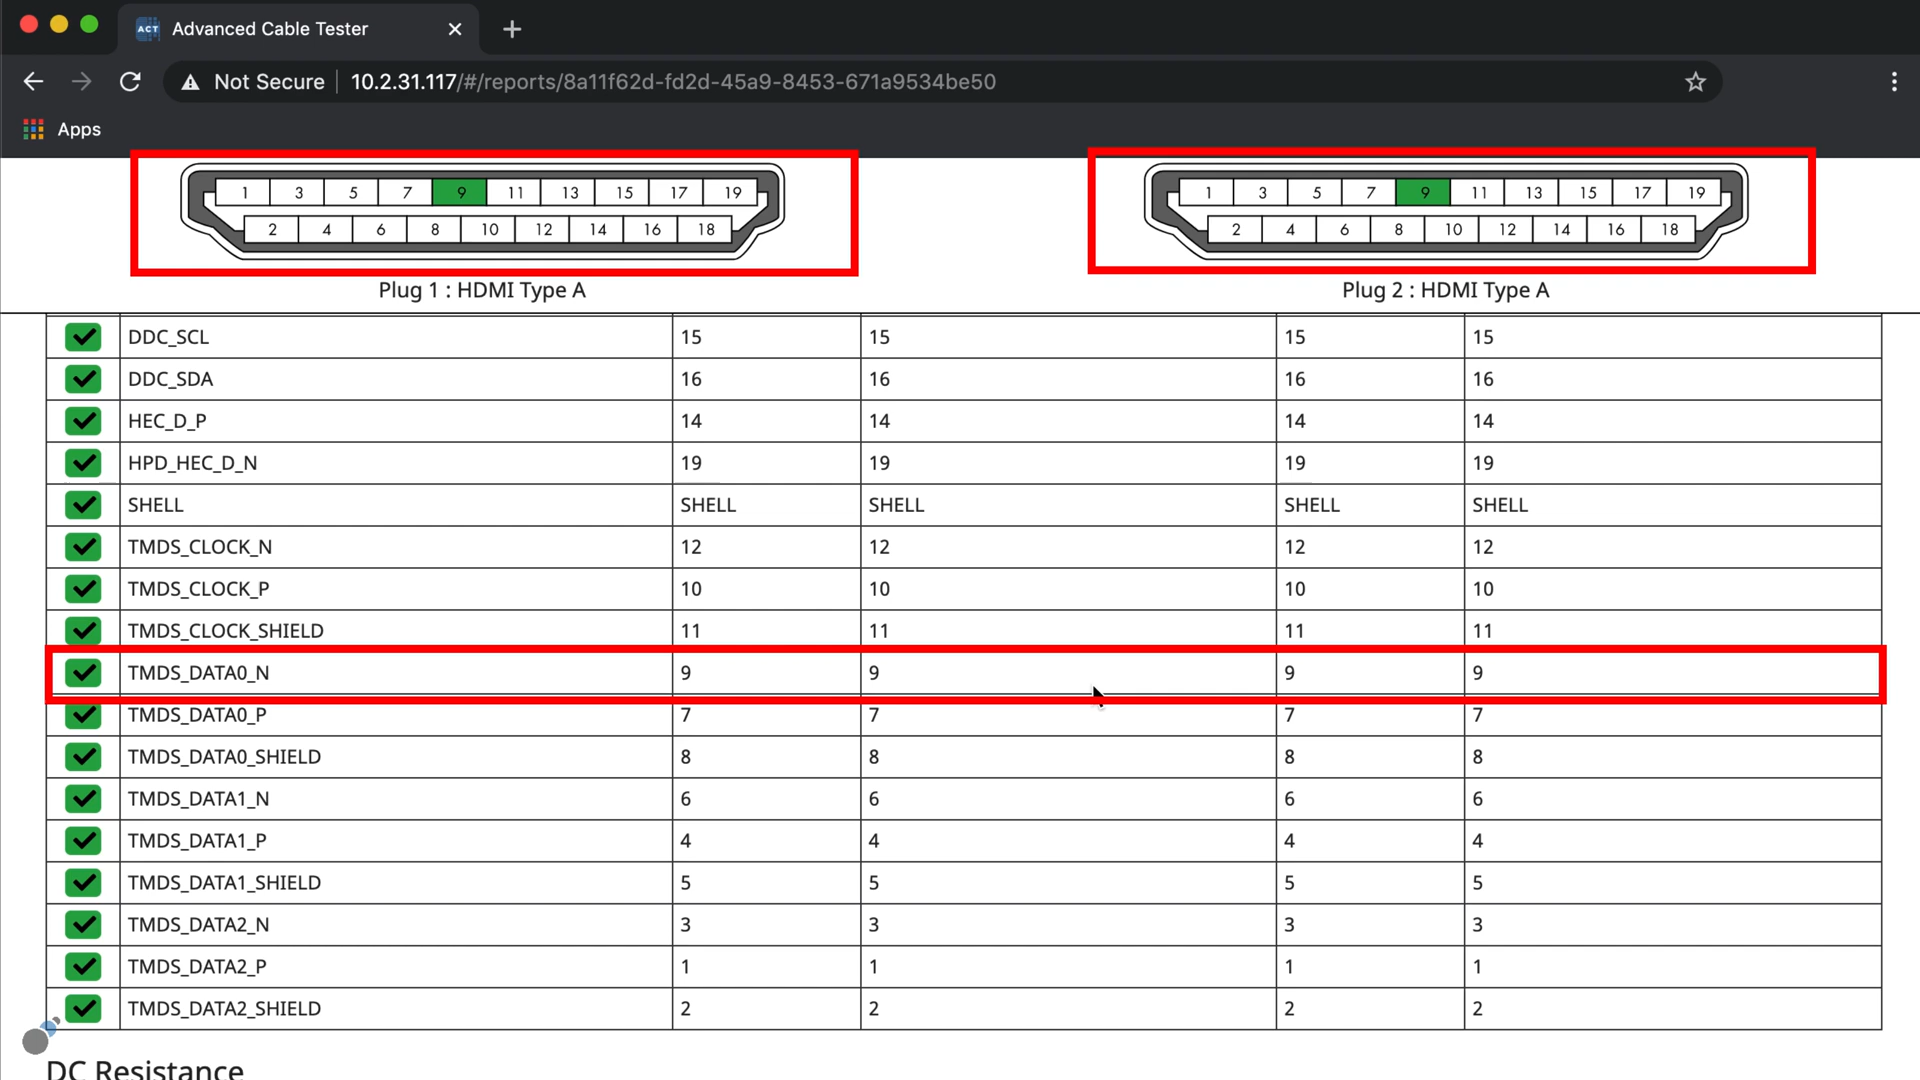 ACT Advanced Cable Tester
Not Secure 10.2.31.117/#/reports/8a11f62d-fd2d-45a9-8453-671a9534be50
Apps
1 3 5 7 9 11 13 15 17 19
2 4 6 8 10 12 14 16 18
Plug 1 : HDMI Type A
1 3 5 7 9 11 13 15 17 19
2 4 6 8 10 12 14 16 18
Plug 2 : HDMI Type A
DDC_SCL 15 15 15 15
DDC_SDA 16 16 16 16
HEC_D_P 14 14 14 14
HPD_HEC_D_N 19 19 19 19
SHELL SHELL SHELL SHELL SHELL
TMDS_CLOCK_N 12 12 12 12
TMDS_CLOCK_P 10 10 10 10
TMDS_CLOCK_SHIELD 11 11 11 11
TMDS_DATA0_N 9 9 9 9
TMDS_DATA0_P 7 7 7 7
TMDS_DATA0_SHIELD 8 8 8 8
TMDS_DATA1_N 6 6 6 6
TMDS_DATA1_P 4 4 4 4
TMDS_DATA1_SHIELD 5 5 5 5
TMDS_DATA2_N 3 3 3 3
TMDS_DATA2_P 1 1 1 1
TMDS_DATA2_SHIELD 2 2 2 2
DC Resistance